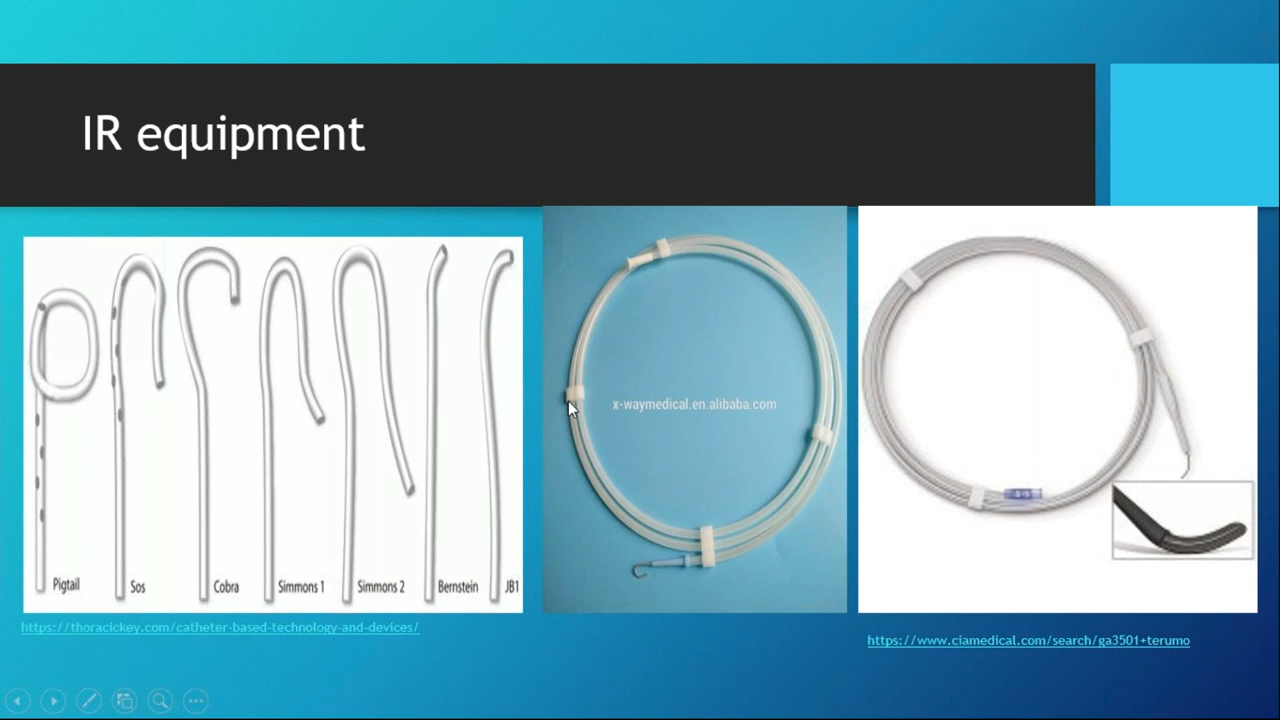 IR equipment
x-waymedical.en.alibaba.com
Pigtail
Sos
Cobra
Simmons 1
Simmons 2
Bernstein
JB1
https://thoracickey.com/catheter-based-technology-and-devices/
https://www.ciamedical.com/search/ga3501+terumo